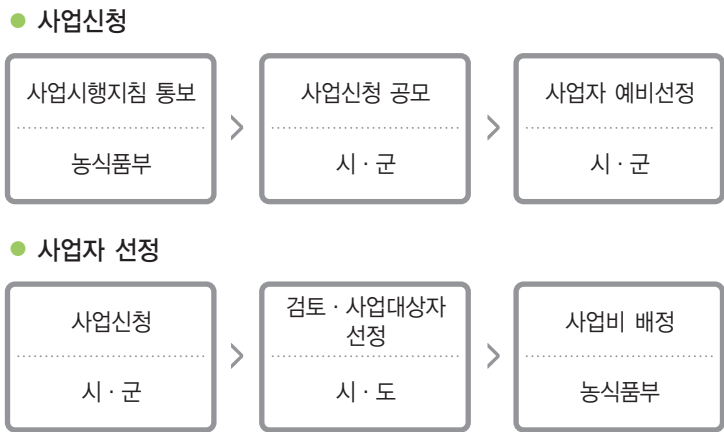 사업신청
사업시행지침 통보
농식품부
사업신청 공모
시 · 군
사업자 예비선정
시 · 군
사업자 선정
사업신청
시 · 군
검토 · 사업대상자
선정
시 · 도
사업비 배정
농식품부